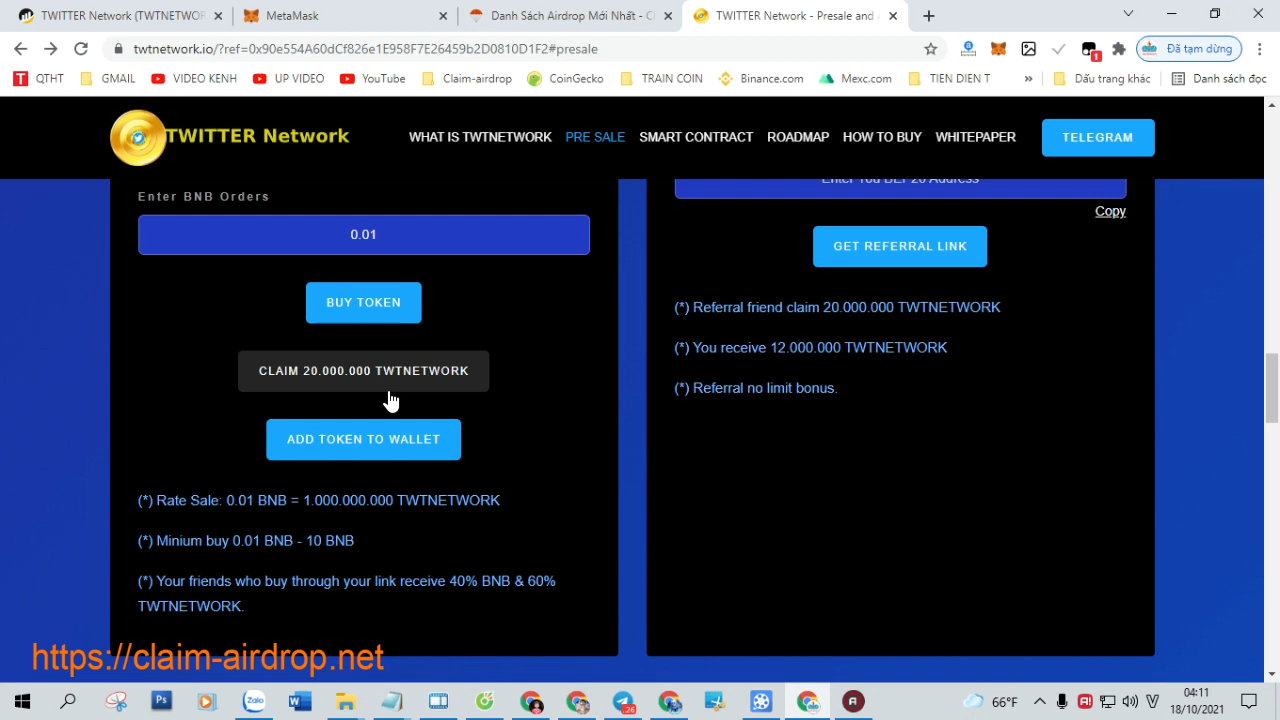 TWITTER Network (TWTNETWOR
MetaMask
Danh Sách Airdrop Mới Nhất - C
TWITTER Network - Presale and
twtnetwork.io/?ref=0x90e554A60dCf826e1E958F7E26459b2D0810D1F2#presale
1
Đã tạm dừng
QTHT
GMAIL
VIDEO KENH
UP VIDEO
YouTube
Claim-airdrop
CoinGecko
TRAIN COIN
Binance.com
Mexc.com
TIEN DIEN T
»
Dấu trang khác
Danh sách đọc
TWITTER Network
WHAT IS TWTNETWORK
PRE SALE
SMART CONTRACT
ROADMAP
HOW TO BUY
WHITEPAPER
TELEGRAM
Enter BNB Orders
0.01
BUY TOKEN
CLAIM 20.000.000 TWTNETWORK
ADD TOKEN TO WALLET
(*) Rate Sale: 0.01 BNB = 1.000.000.000 TWTNETWORK
(*) Minium buy 0.01 BNB - 10 BNB
(*) Your friends who buy through your link receive 40% BNB & 60%
TWTNETWORK.
Enter You BEP20 Address
Copy
GET REFERRAL LINK
(*) Referral friend claim 20.000.000 TWTNETWORK
(*) You receive 12.000.000 TWTNETWORK
(*) Referral no limit bonus.
https://claim-airdrop.net
Zalo
26
66°F
04:11
18/10/2021